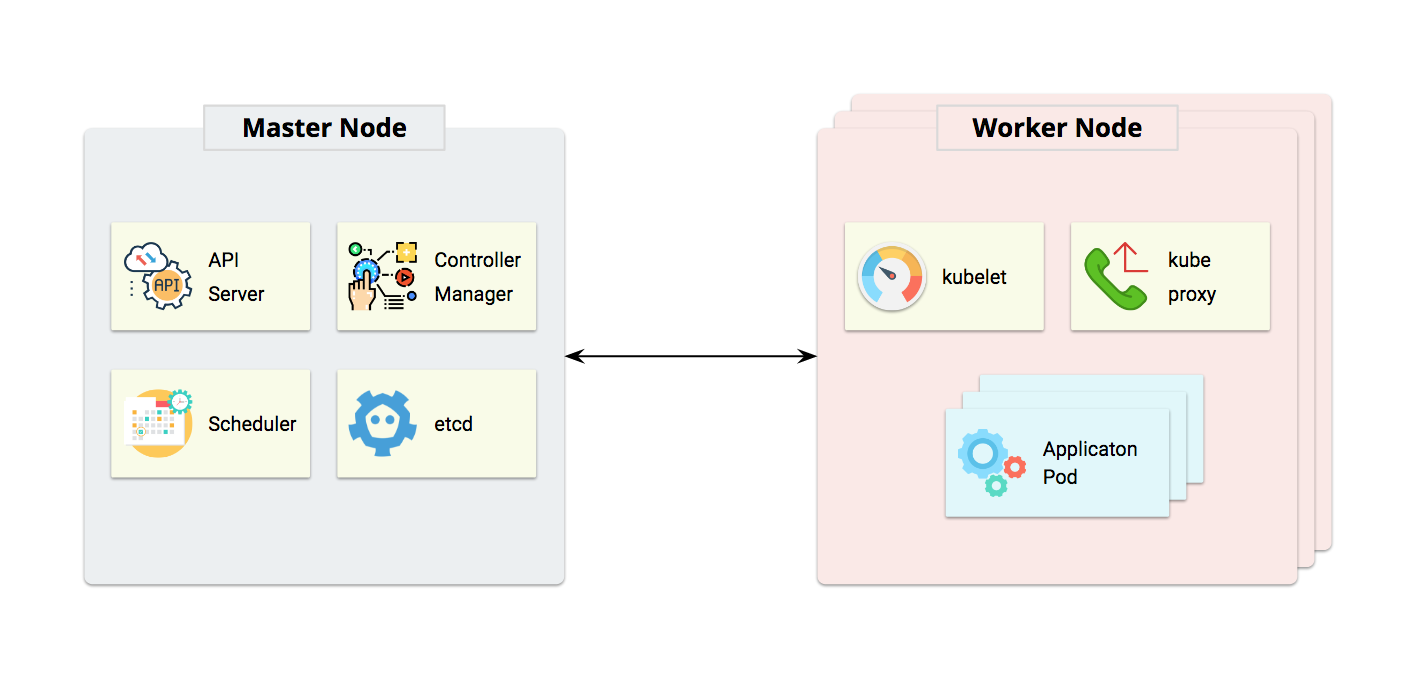 Master Node
API
Server
Controller
Manager
API
Scheduler
etcd
Worker Node
kubelet
kube
proxy
Applicaton
Pod